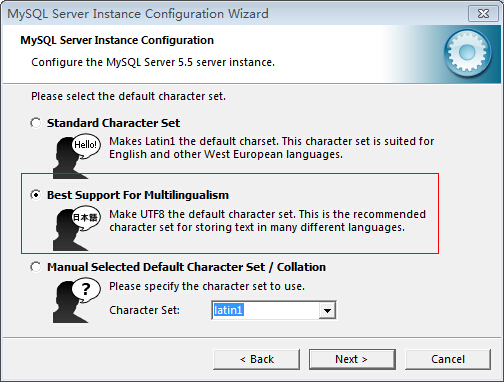 MySQL Server Instance Configuration Wizard
MySQL Server Instance Configuration
Configure the MySQL Server 5.5 server instance.
Please select the default character set.
Standard Character Set
Hello!
Makes Latin1 the default charset. This character set is suited for
English and other West European languages.
Best Support For Multilingualism
日本語
Make UTF8 the default character set. This is the recommended
character set for storing text in many different languages.
Manual Selected Default Character Set / Collation
?
Please specify the character set to use.
Character Set: latin1
< Back Next > Cancel